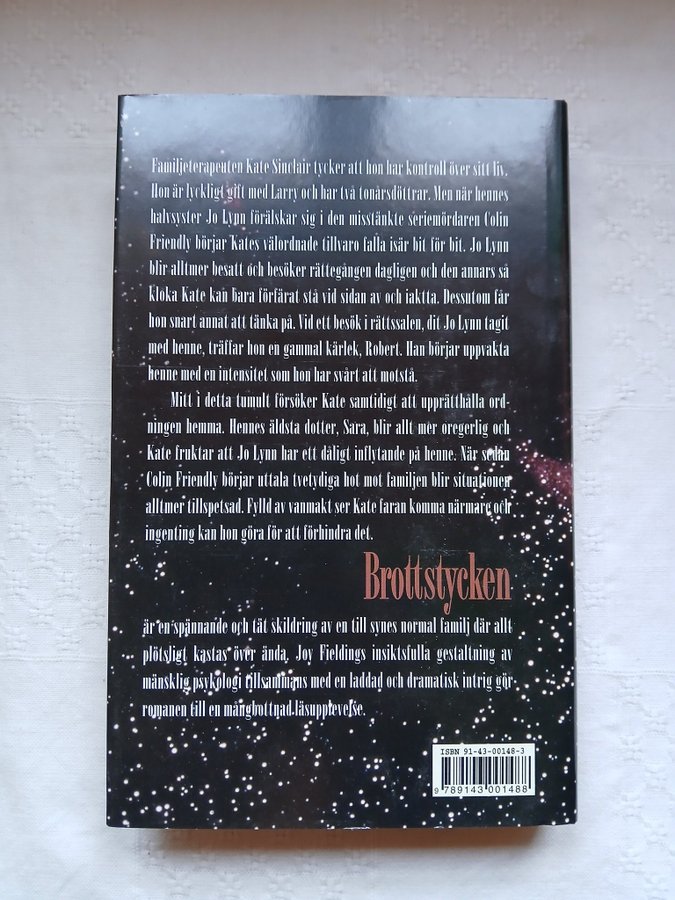 Familjeterapeuten Kate Sinclair tycker att hon har kontroll över sitt liv.
Hon är lyckligt gift med Larry och har två tonårsdöttrar. Men när hennes
halvsyster Jo Lynn förälskar sig i den misstänkte seriemördaren Colin
Friendly börjar Kates välordnade tillvaro falla isär bit för bit. Jo Lynn
blir alltmer besatt och besöker rättegången dagligen och den annars så
kloka Kate kan bara förfärat stå vid sidan av och iaktta. Dessutom får
hon snart annat att tänka på. Vid ett besök i rättssalen, dit Jo Lynn tagit
med henne, träffar hon en gammal kärlek, Robert. Han börjar uppvakta
henne med en intensitet som hon har svårt att motstå.
Mitt i detta tumult försöker Kate samtidigt att upprätthålla ord-
ningen hemma. Hennes äldsta dotter, Sara, blir allt mer oregerlig och
Kate fruktar att Jo Lynn har ett dåligt inflytande på henne. När sedan
Colin Friendly börjar uttala tvetydiga hot mot familjen blir situationen
alltmer tillspetsad. Fylld av vanmakt ser Kate faran komma närmare och
ingenting kan hon göra för att förhindra det.
Brottstycken
är en spännande och tät skildring av en till synes normal familj där allt
plötsligt kastas över ända, Joy Fieldings insiktsfulla gestaltning av
mänsklig psykologi tillsammans med en laddad och dramatisk intrig gör
romanen till en mångbottnad läsupplevelse.
ISBN 91-43-00148-3
9 789143 001488